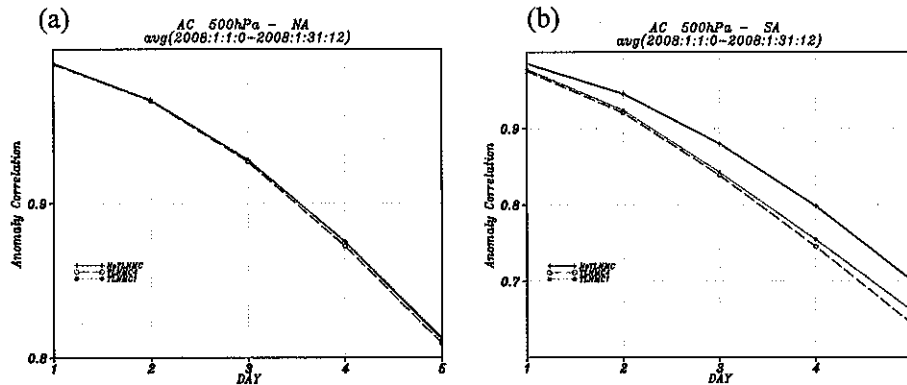 (a)
AC 500hPa - NA
avg(2008:1:1:0-2008:1:31:12)
Anomaly Correlation
0.9
0.8
NoTLNMC
1
2
3
4
5
DAY
(b)
AC 500hPa - SA
avg(2008:1:1:0-2008:1:31:12)
Anomaly Correlation
0.9
0.8
0.7
NoTLNMC
1
2
3
4
DAY